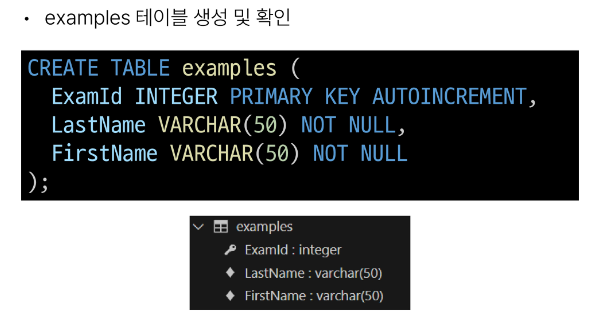 • examples 테이블 생성 및 확인
CREATE TABLE examples (
ExamId INTEGER PRIMARY KEY AUTOINCREMENT,
LastName VARCHAR(50) NOT NULL,
FirstName VARCHAR(50) NOT NULL
);
examples
ExamId : integer
LastName : varchar(50)
FirstName : varchar(50)